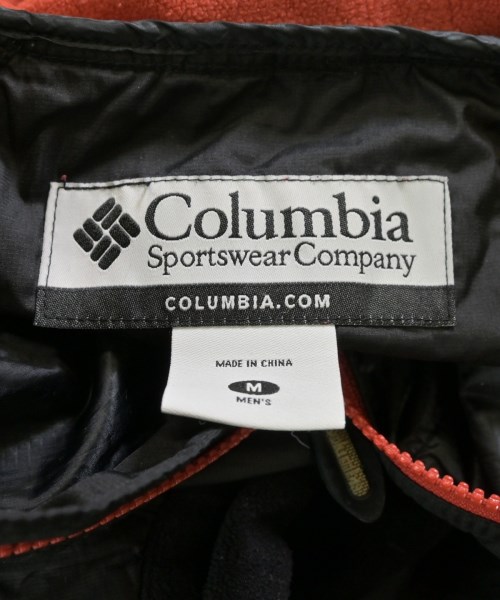 Columbia
Sportswear Company
COLUMBIA.COM
MADE IN CHINA
M
MEN'S